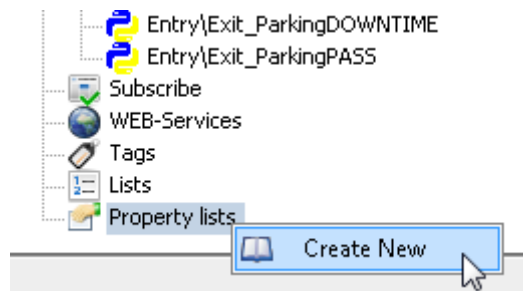 Entry\Exit_ParkingDOWNTIME
Entry\Exit_ParkingPASS
Subscribe
WEB-Services
Tags
Lists
Property lists
Create New